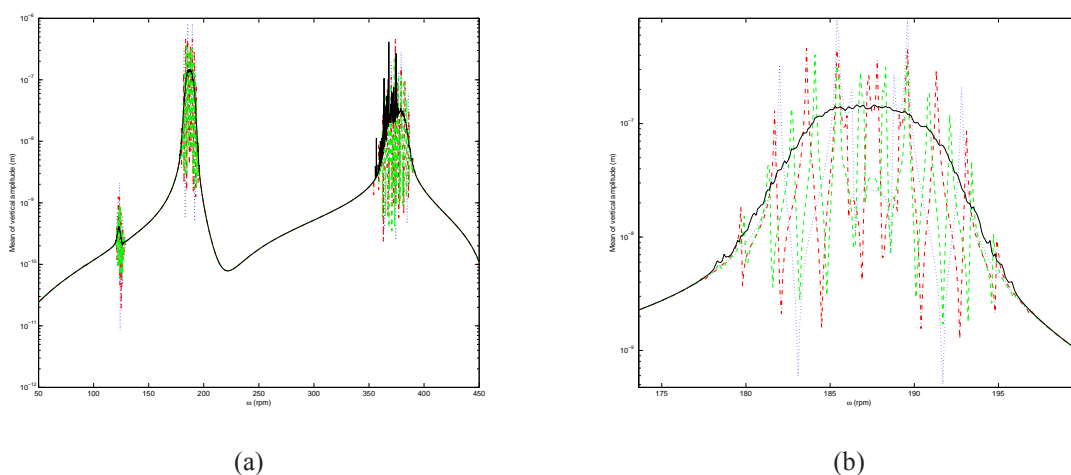 10⁻⁶
10⁻⁷
10⁻⁸
10⁻⁹
10⁻¹⁰
10⁻¹¹
10⁻¹²
Mean of vertical amplitude (m)
50 100 150 200 250 300 350 400 450
ω (rpm)
(a)
10⁻⁷
10⁻⁸
10⁻⁹
Mean of vertical amplitude (m)
175 180 185 190 195
ω (rpm)
(b)